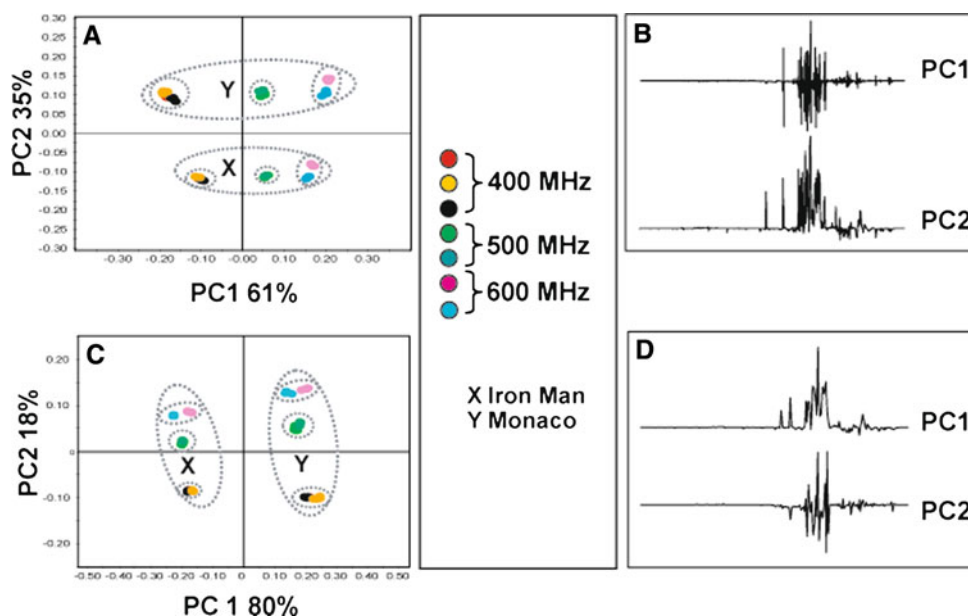 A
0.30
0.25
0.20
0.15
0.10
0.05
0.00
-0.05
-0.10
-0.15
-0.20
-0.25
-0.30
Y
X
-0.30
-0.20
-0.10
-0.00
0.10
0.20
0.30
PC2 35%
PC1 61%
400 MHz
500 MHz
600 MHz
X Iron Man
Y Monaco
B
PC1
PC2
C
0.20
0.10
0
-0.10
-0.20
X
Y
-0.50
-0.40
-0.30
-0.20
-0.10
0
0.10
0.20
0.30
0.40
0.50
PC2 18%
PC 1 80%
D
PC1
PC2